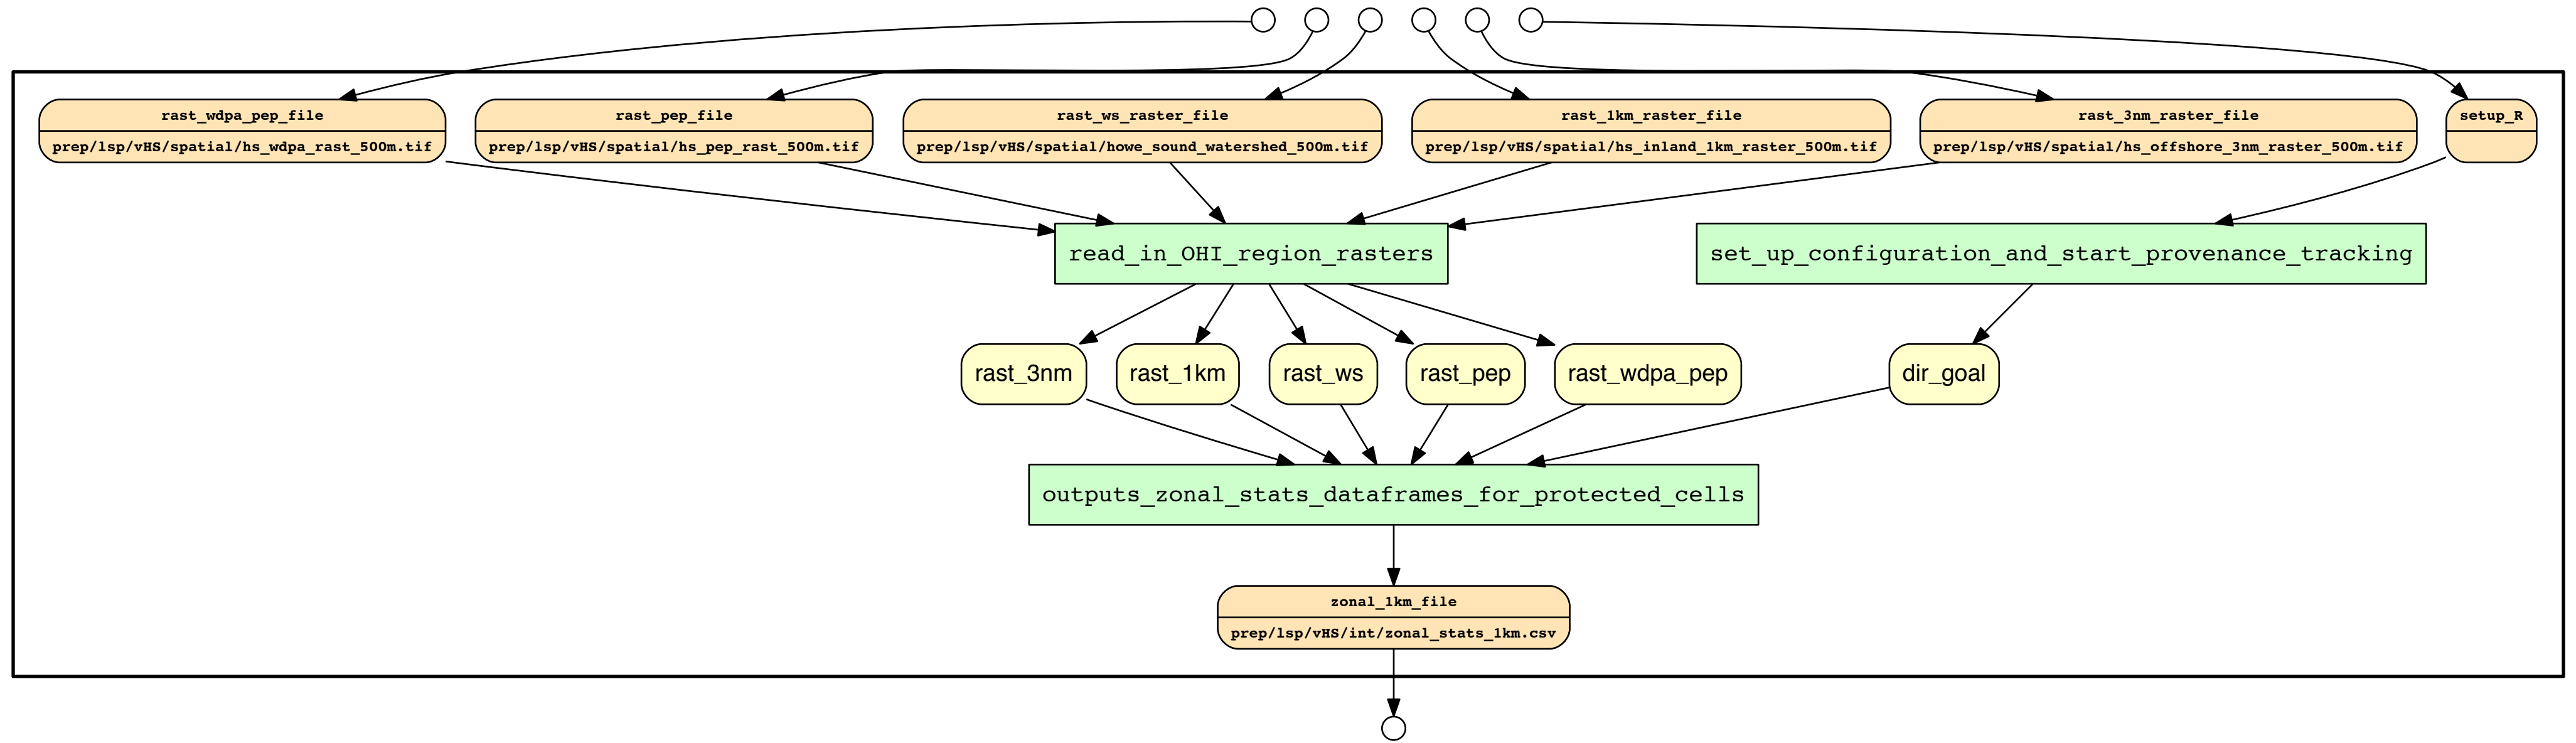 rast_wdpa_pep_file
prep/lsp/vHS/spatial/hs_wdpa_rast_500m.tif
rast_pep_file
prep/lsp/vHS/spatial/hs_pep_rast_500m.tif
rast_ws_raster_file
prep/lsp/vHS/spatial/howe_sound_watershed_500m.tif
rast_1km_raster_file
prep/lsp/vHS/spatial/hs_inland_1km_raster_500m.tif
rast_3nm_raster_file
prep/lsp/vHS/spatial/hs_offshore_3nm_raster_500m.tif
setup_R
read_in_OHI_region_rasters
set_up_configuration_and_start_provenance_tracking
rast_3nm
rast_1km
rast_ws
rast_pep
rast_wdpa_pep
dir_goal
outputs_zonal_stats_dataframes_for_protected_cells
zonal_1km_file
prep/lsp/vHS/int/zonal_stats_1km.csv